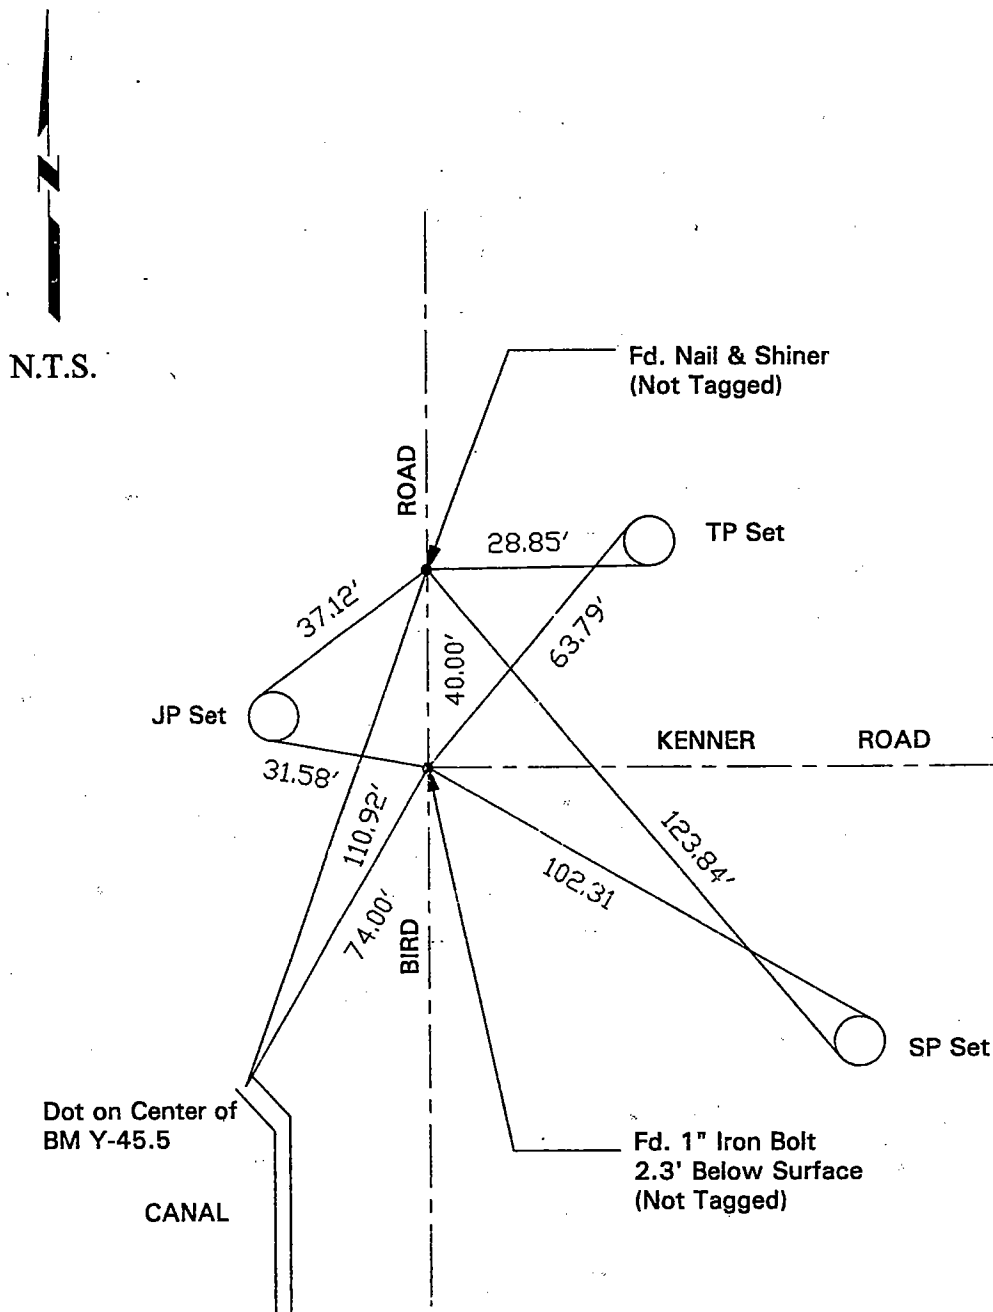 N
N.T.S.
Fd. Nail & Shiner
(Not Tagged)
ROAD
TP Set
28.85'
37.12'
63.79'
40.00'
JP Set
KENNER ROAD
31.58'
110.92'
123.84'
102.31
74.00'
BIRD
SP Set
Dot on Center of
BM Y-45.5
Fd. 1" Iron Bolt
2.3' Below Surface
(Not Tagged)
CANAL